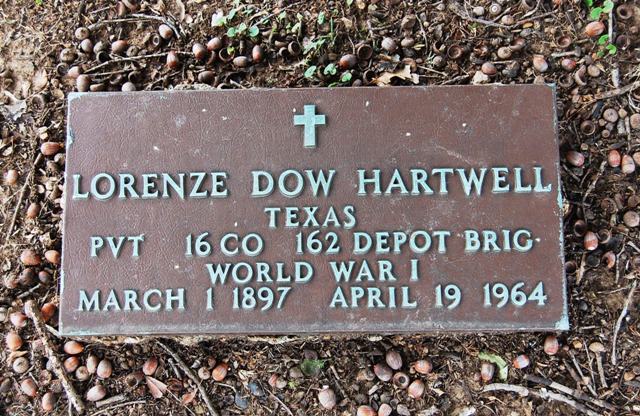 LORENZE DOW HARTWELL
TEXAS
PVT 16 CO 162 DEPOT BRIG
WORLD WAR I
MARCH 1 1897 APRIL 19 1964